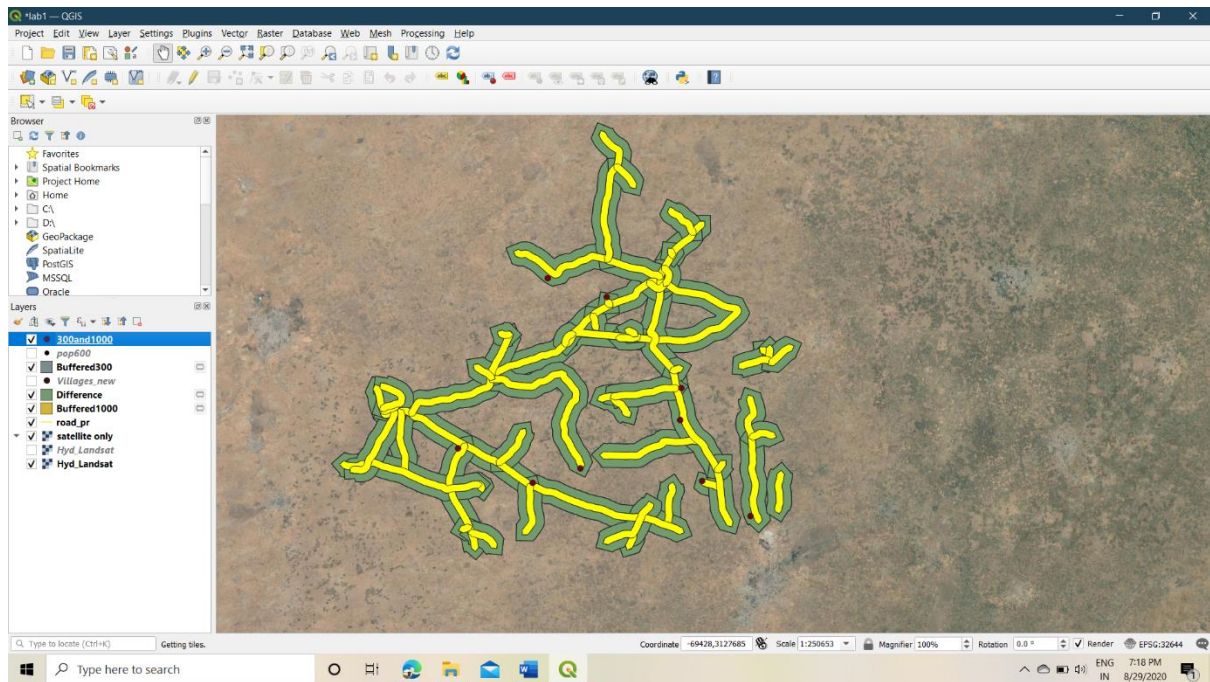 *lab1 — QGIS
Project Edit View Layer Settings Plugins Vector Raster Database Web Mesh Processing Help
Browser
Favorites
Spatial Bookmarks
Project Home
Home
C:\
D:\
GeoPackage
SpatiaLite
PostGIS
MSSQL
Oracle
Layers
300and1000
pop600
Buffered300
Villages_new
Difference
Buffered1000
road_pr
satellite only
Hyd_Landsat
Hyd_Landsat
Type to locate (Ctrl+K) Getting tiles. Coordinate -69428,3127685 Scale 1:250653 Magnifier 100% Rotation 0.0 ° Render EPSG:32644
Type here to search
ENG 7:18 PM
IN 8/29/2020